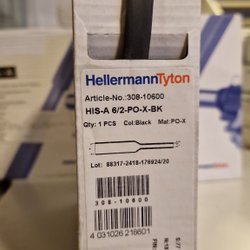 HellermannTyton
Article-No.:308-10600
HIS-A 6/2-PO-X-BK
Qty: 1 PCS Col:Black Mat:PO-X
Lot: 88317-2418-176924/20
308-10600
4 031026 218601